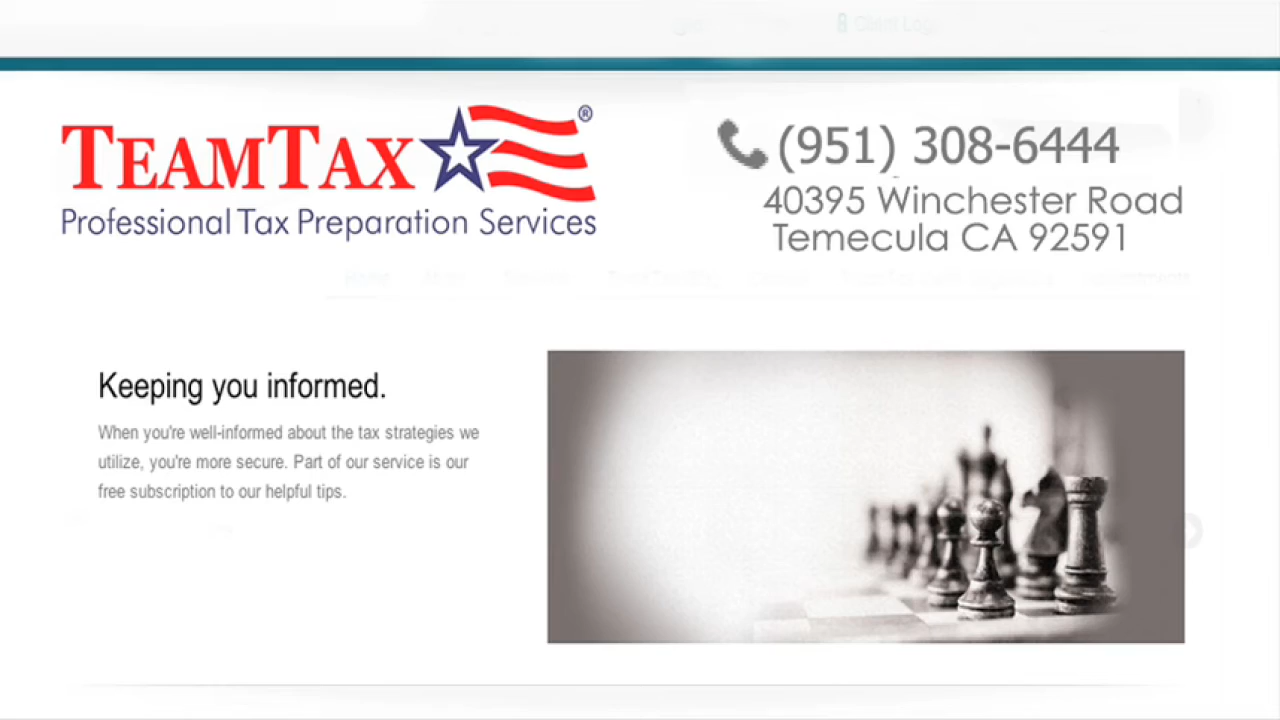 TEAMTAX ®
Professional Tax Preparation Services
(951) 308-6444
40395 Winchester Road
Temecula CA 92591
Home
Keeping you informed.
When you're well-informed about the tax strategies we
utilize, you're more secure. Part of our service is our
free subscription to our helpful tips.